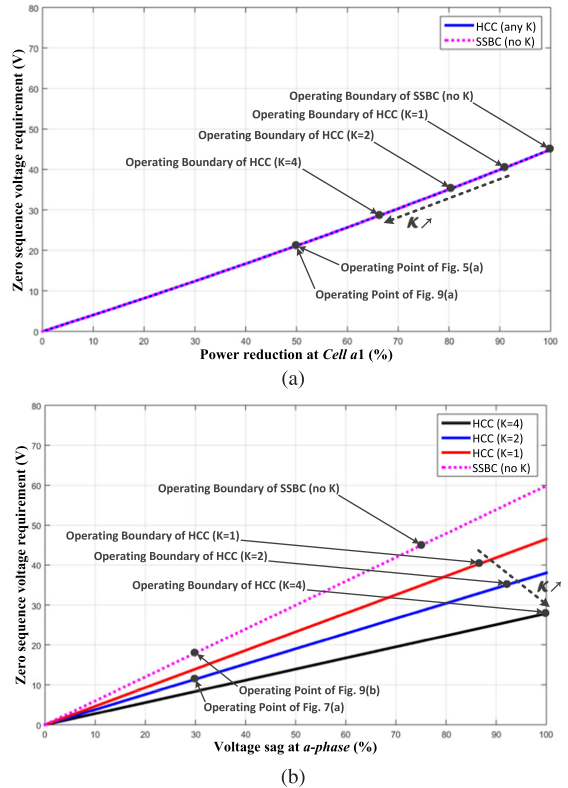 80
HCC (any K)
SSBC (no K)
70
60
Operating Boundary of SSBC (no K)
50
Operating Boundary of HCC (K=1)
Operating Boundary of HCC (K=2)
40
Operating Boundary of HCC (K=4)
30
K ↗
20
Operating Point of Fig. 5(a)
10
Operating Point of Fig. 9(a)
0
Zero sequence voltage requirement (V)
0 10 20 30 40 50 60 70 80 90 100
Power reduction at Cell a1 (%)
(a)
80
HCC (K=4)
HCC (K=2)
HCC (K=1)
SSBC (no K)
70
60
Operating Boundary of SSBC (no K)
50
Operating Boundary of HCC (K=1)
Operating Boundary of HCC (K=2)
40
Operating Boundary of HCC (K=4)
K ↗
30
20
10
Operating Point of Fig. 9(b)
Operating Point of Fig. 7(a)
0
Zero sequence voltage requirement (V)
0 10 20 30 40 50 60 70 80 90 100
Voltage sag at a-phase (%)
(b)